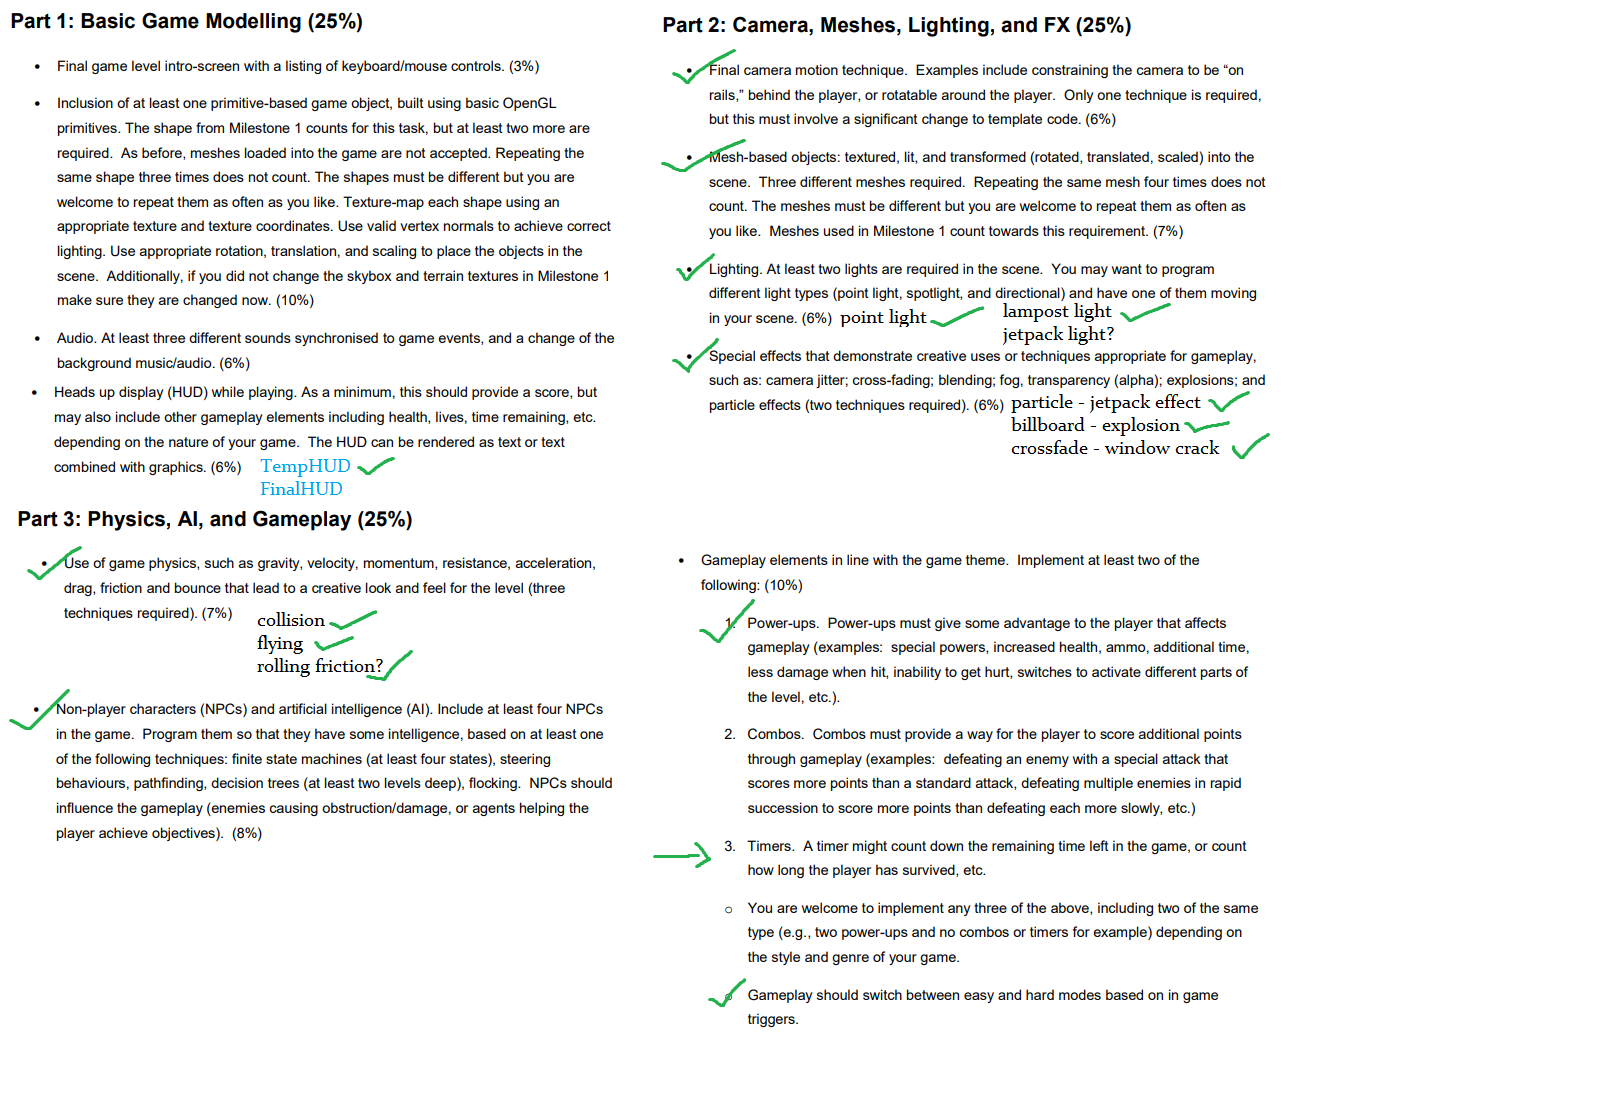 Part 1: Basic Game Modelling (25%)
• Final game level intro-screen with a listing of keyboard/mouse controls. (3%)
• Inclusion of at least one primitive-based game object, built using basic OpenGL
primitives. The shape from Milestone 1 counts for this task, but at least two more are
required.  As before, meshes loaded into the game are not accepted. Repeating the
same shape three times does not count. The shapes must be different but you are
welcome to repeat them as often as you like. Texture-map each shape using an
appropriate texture and texture coordinates. Use valid vertex normals to achieve correct
lighting. Use appropriate rotation, translation, and scaling to place the objects in the
scene.  Additionally, if you did not change the skybox and terrain textures in Milestone 1
make sure they are changed now. (10%)
• Audio. At least three different sounds synchronised to game events, and a change of the
background music/audio. (6%)
• Heads up display (HUD) while playing. As a minimum, this should provide a score, but
may also include other gameplay elements including health, lives, time remaining, etc.
depending on the nature of your game.  The HUD can be rendered as text or text
combined with graphics. (6%) TempHUD
FinalHUD
Part 2: Camera, Meshes, Lighting, and FX (25%)
• Final camera motion technique.  Examples include constraining the camera to be “on
rails,” behind the player, or rotatable around the player.  Only one technique is required,
but this must involve a significant change to template code. (6%)
• Mesh-based objects: textured, lit, and transformed (rotated, translated, scaled) into the
scene.  Three different meshes required.  Repeating the same mesh four times does not
count. The meshes must be different but you are welcome to repeat them as often as
you like.  Meshes used in Milestone 1 count towards this requirement. (7%)
• Lighting. At least two lights are required in the scene.  You may want to program
different light types (point light, spotlight, and directional) and have one of them moving
in your scene. (6%) point light lampost light
jetpack light?
• Special effects that demonstrate creative uses or techniques appropriate for gameplay,
such as: camera jitter; cross-fading; blending; fog, transparency (alpha); explosions; and
particle effects (two techniques required). (6%) particle - jetpack effect
billboard - explosion
crossfade - window crack
Part 3: Physics, AI, and Gameplay (25%)
• Use of game physics, such as gravity, velocity, momentum, resistance, acceleration,
drag, friction and bounce that lead to a creative look and feel for the level (three
techniques required). (7%) collision
flying
rolling friction?
• Non-player characters (NPCs) and artificial intelligence (AI). Include at least four NPCs
in the game.  Program them so that they have some intelligence, based on at least one
of the following techniques: finite state machines (at least four states), steering
behaviours, pathfinding, decision trees (at least two levels deep), flocking.  NPCs should
influence the gameplay (enemies causing obstruction/damage, or agents helping the
player achieve objectives).  (8%)
• Gameplay elements in line with the game theme.  Implement at least two of the
following: (10%)
1. Power-ups.  Power-ups must give some advantage to the player that affects
gameplay (examples:  special powers, increased health, ammo, additional time,
less damage when hit, inability to get hurt, switches to activate different parts of
the level, etc.).
2. Combos.  Combos must provide a way for the player to score additional points
through gameplay (examples:  defeating an enemy with a special attack that
scores more points than a standard attack, defeating multiple enemies in rapid
succession to score more points than defeating each more slowly, etc.)
3. Timers.  A timer might count down the remaining time left in the game, or count
how long the player has survived, etc.
o You are welcome to implement any three of the above, including two of the same
type (e.g., two power-ups and no combos or timers for example) depending on
the style and genre of your game.
o Gameplay should switch between easy and hard modes based on in game
triggers.